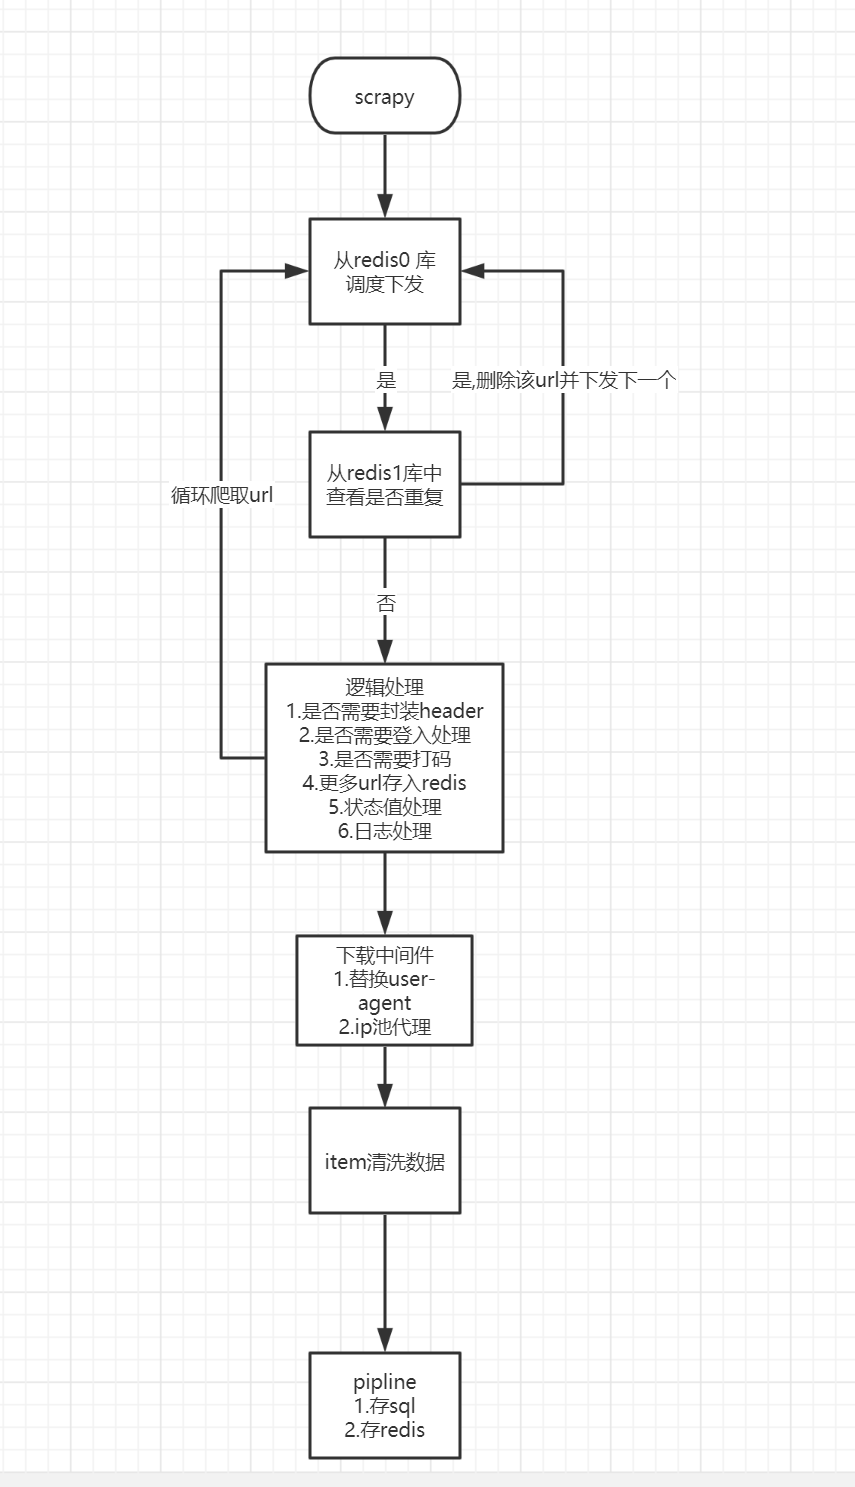 scrapy
从redis0 库
调度下发
是
是,删除该url并下发下一个
从redis1库中
查看是否重复
循环爬取url
否
逻辑处理
1.是否需要封装header
2.是否需要登入处理
3.是否需要打码
4.更多url存入redis
5.状态值处理
6.日志处理
下载中间件
1.替换user-
agent
2.ip池代理
item清洗数据
pipline
1.存sql
2.存redis